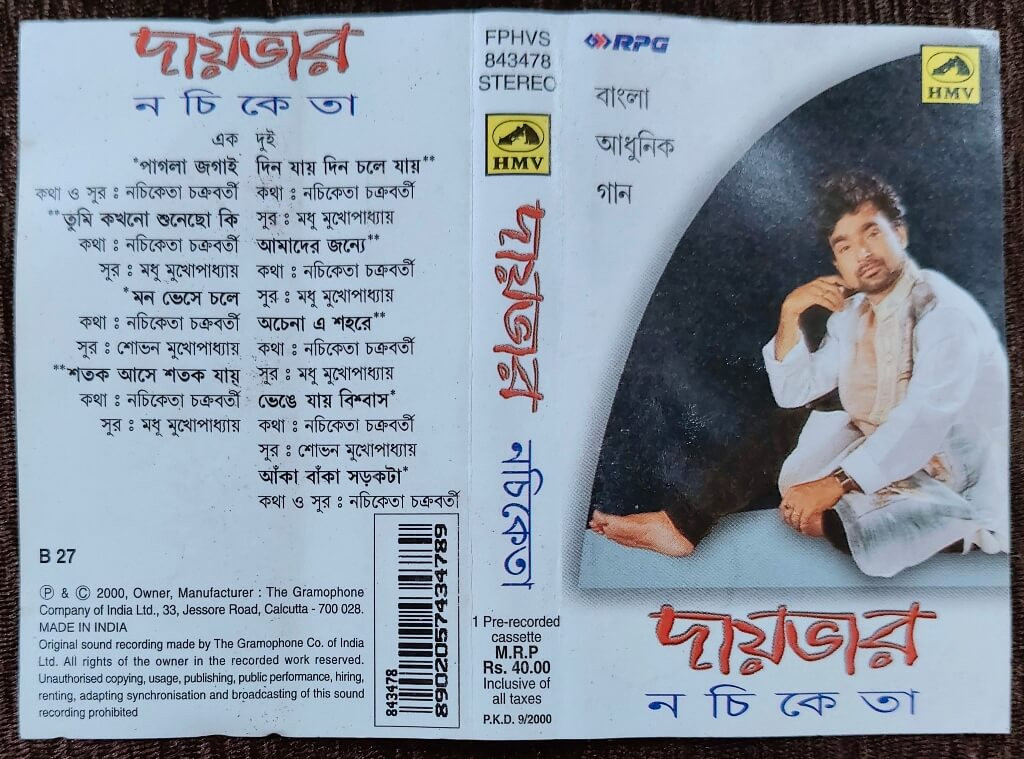 দায়ভার
ন চি কে তা
এক
*পাগলা জগাই
কথা ও সুর : নচিকেতা চক্রবর্তী
**তুমি কখনো শুনেছো কি
কথা : নচিকেতা চক্রবর্তী
সুর : মধু মুখোপাধ্যায়
*মন ভেসে চলে
কথা : নচিকেতা চক্রবর্তী
সুর : শোভন মুখোপাধ্যায়
**শতক আসে শতক যায়
কথা : নচিকেতা চক্রবর্তী
সুর : মধু মুখোপাধ্যায়
দুই
দিন যায় দিন চলে যায়**
কথা : নচিকেতা চক্রবর্তী
সুর : মধু মুখোপাধ্যায়
আমাদের জন্যে**
কথা : নচিকেতা চক্রবর্তী
সুর : মধু মুখোপাধ্যায়
অচেনা এ শহরে**
কথা : নচিকেতা চক্রবর্তী
সুর : মধু মুখোপাধ্যায়
ভেঙে যায় বিশ্বাস*
কথা : নচিকেতা চক্রবর্তী
সুর : শোভন মুখোপাধ্যায়
আঁকা বাঁকা সড়কটা*
কথা ও সুর : নচিকেতা চক্রবর্তী
B 27
Ⓟ & © 2000, Owner, Manufacturer : The Gramophone
Company of India Ltd., 33, Jessore Road, Calcutta - 700 028.
MADE IN INDIA
Original sound recording made by The Gramophone Co. of India
Ltd. All rights of the owner in the recorded work reserved.
Unauthorised copying, usage, publishing, public performance, hiring,
renting, adapting synchronisation and broadcasting of this sound
recording prohibited
843478
8902057434789
FPHVS
843478
STEREO
HMV
দায়ভার
নচিকেতা
1 Pre-recorded
cassette
M.R.P
Rs. 40.00
Inclusive of
all taxes
P.K.D. 9/2000
RPG
বাংলা
আধুনিক
গান
HMV
দায়ভার
ন চি কে তা